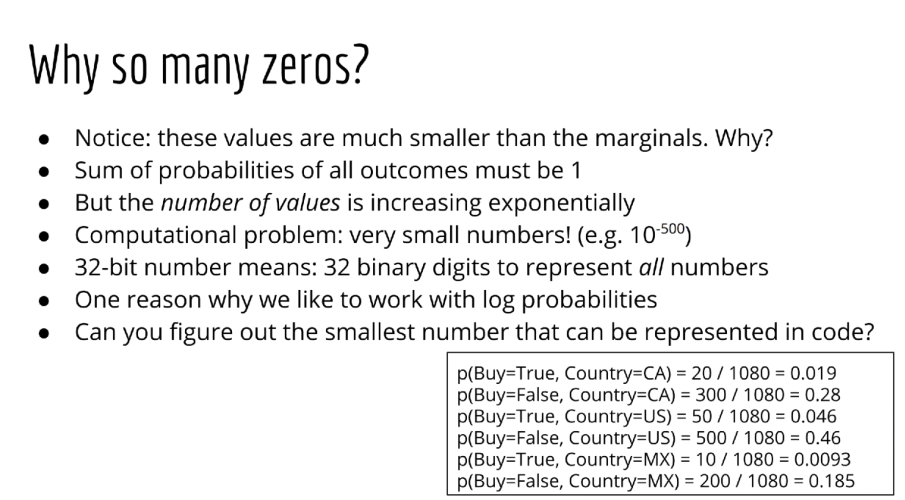 Why so many zeros?
● Notice: these values are much smaller than the marginals. Why?
● Sum of probabilities of all outcomes must be 1
● But the number of values is increasing exponentially
● Computational problem: very small numbers! (e.g. 10⁻⁵⁰⁰)
● 32-bit number means: 32 binary digits to represent all numbers
● One reason why we like to work with log probabilities
● Can you figure out the smallest number that can be represented in code?
p(Buy=True, Country=CA) = 20 / 1080 = 0.019
p(Buy=False, Country=CA) = 300 / 1080 = 0.28
p(Buy=True, Country=US) = 50 / 1080 = 0.046
p(Buy=False, Country=US) = 500 / 1080 = 0.46
p(Buy=True, Country=MX) = 10 / 1080 = 0.0093
p(Buy=False, Country=MX) = 200 / 1080 = 0.185